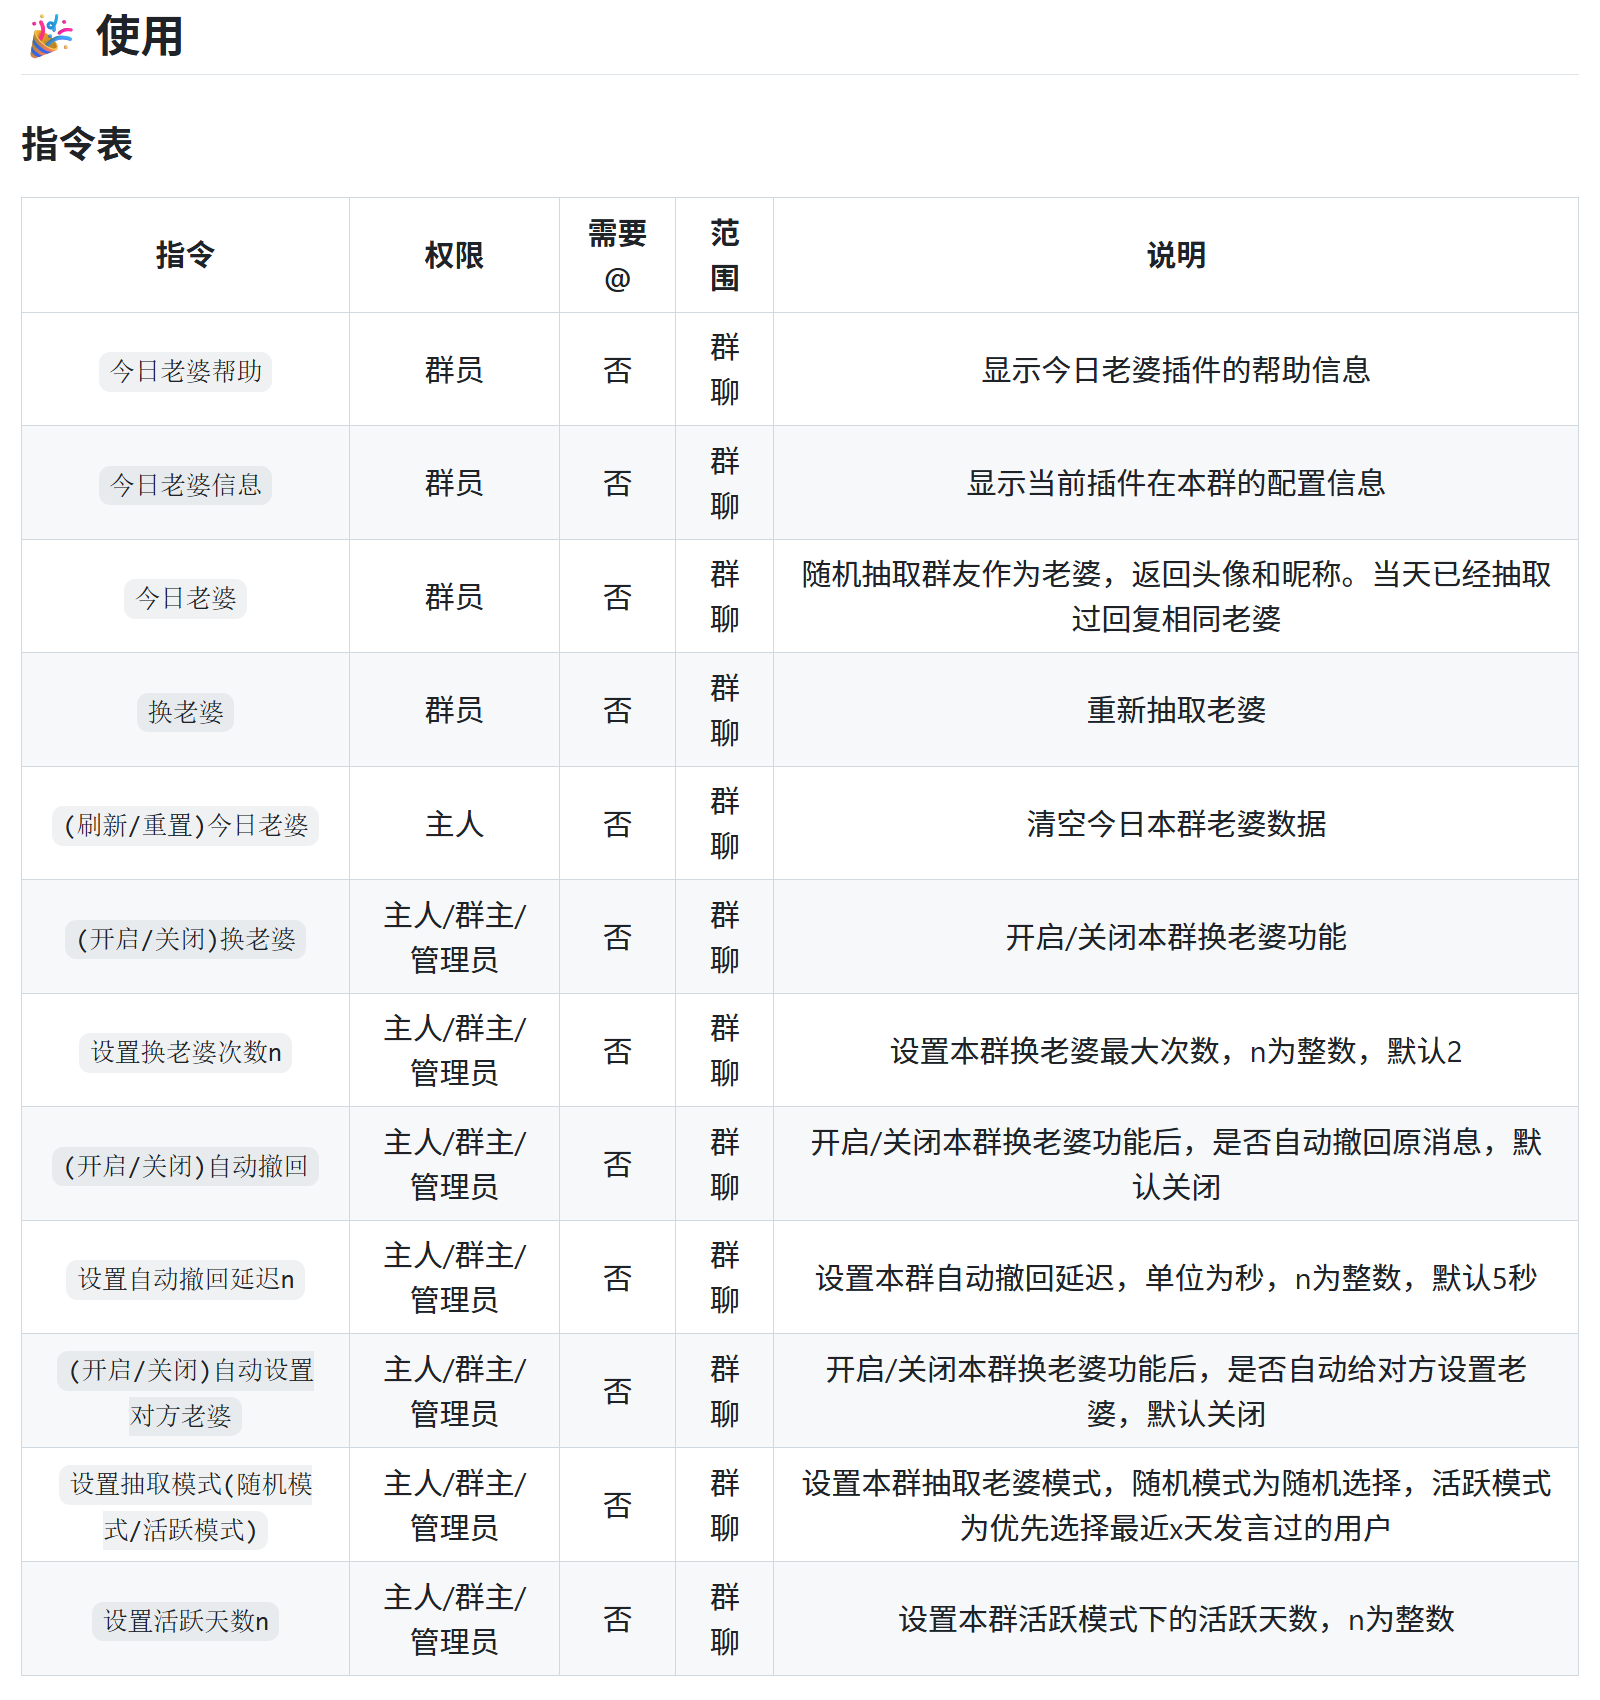 🎉 使用
指令表
指令 权限 需要@ 范围 说明
今日老婆帮助 群员 否 群聊 显示今日老婆插件的帮助信息
今日老婆信息 群员 否 群聊 显示当前插件在本群的配置信息
今日老婆 群员 否 群聊 随机抽取群友作为老婆，返回头像和昵称。当天已经抽取过回复相同老婆
换老婆 群员 否 群聊 重新抽取老婆
(刷新/重置)今日老婆 主人 否 群聊 清空今日本群老婆数据
(开启/关闭)换老婆 主人/群主/管理员 否 群聊 开启/关闭本群换老婆功能
设置换老婆次数n 主人/群主/管理员 否 群聊 设置本群换老婆最大次数，n为整数，默认2
(开启/关闭)自动撤回 主人/群主/管理员 否 群聊 开启/关闭本群换老婆功能后，是否自动撤回原消息，默认关闭
设置自动撤回延迟n 主人/群主/管理员 否 群聊 设置本群自动撤回延迟，单位为秒，n为整数，默认5秒
(开启/关闭)自动设置对方老婆 主人/群主/管理员 否 群聊 开启/关闭本群换老婆功能后，是否自动给对方设置老婆，默认关闭
设置抽取模式(随机模式/活跃模式) 主人/群主/管理员 否 群聊 设置本群抽取老婆模式，随机模式为随机选择，活跃模式为优先选择最近x天发言过的用户
设置活跃天数n 主人/群主/管理员 否 群聊 设置本群活跃模式下的活跃天数，n为整数